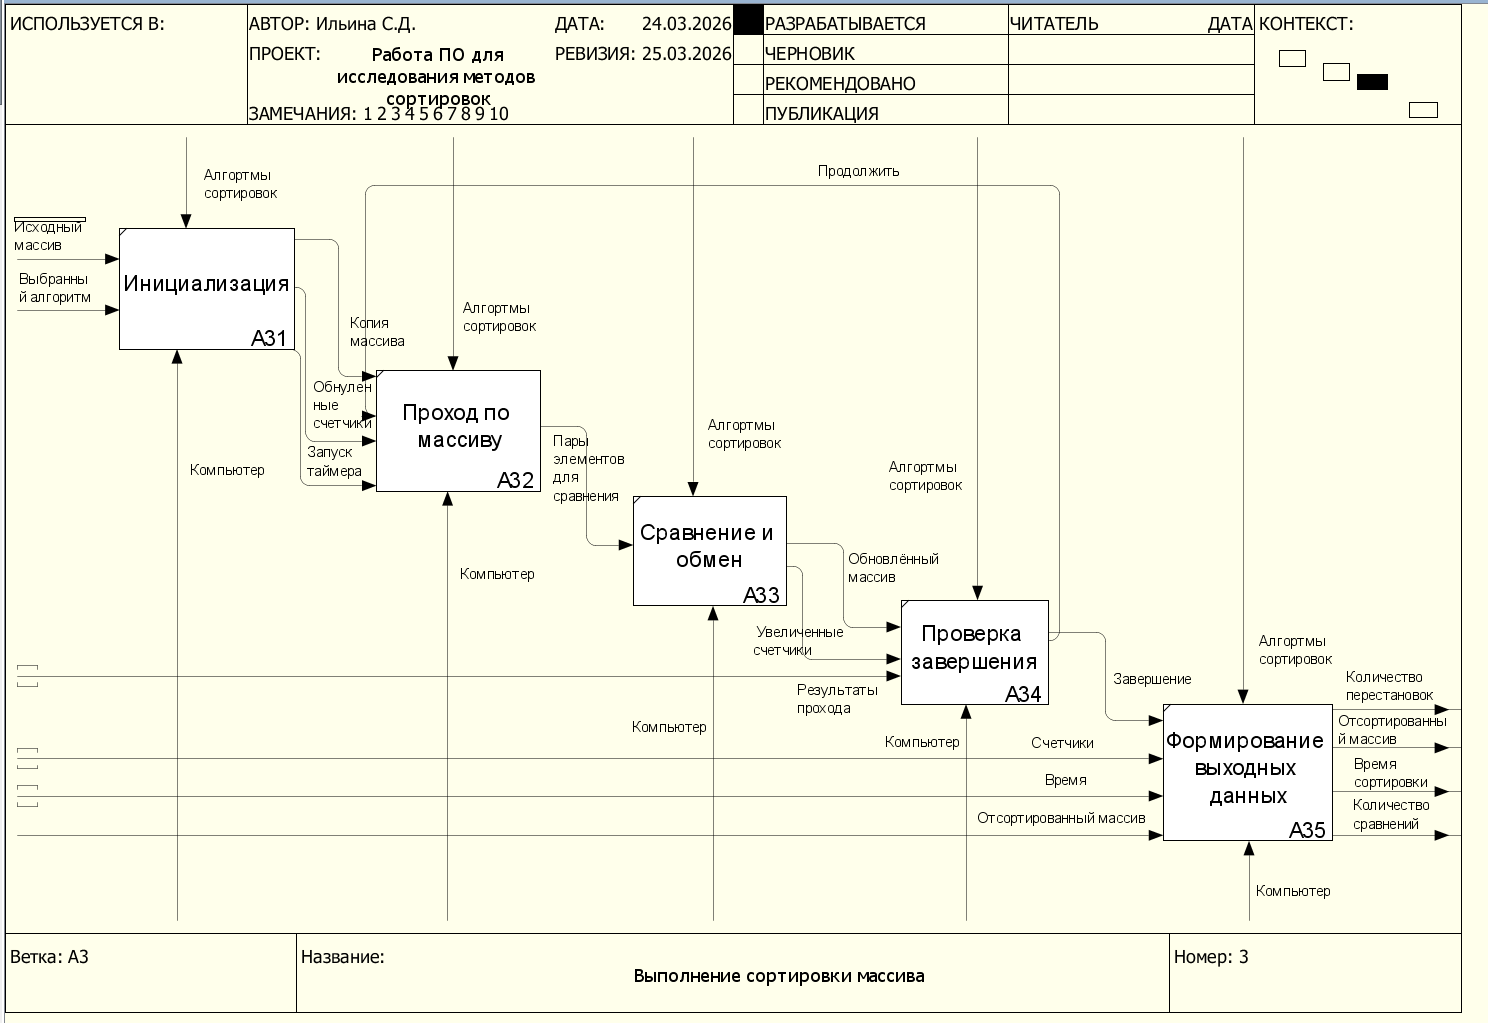 ИСПОЛЬЗУЕТСЯ В:
АВТОР: Ильина С.Д.
ДАТА: 24.03.2026
ПРОЕКТ: Работа ПО для
исследования методов
сортировок
РЕВИЗИЯ: 25.03.2026
ЗАМЕЧАНИЯ: 1 2 3 4 5 6 7 8 9 10
РАЗРАБАТЫВАЕТСЯ
ЧЕРНОВИК
РЕКОМЕНДОВАНО
ПУБЛИКАЦИЯ
ЧИТАТЕЛЬ ДАТА
КОНТЕКСТ:
Алгортмы
сортировок
Продолжить
Исходный
массив
Выбранны
й алгоритм
Инициализация
A31
Копия
массива
Алгортмы
сортировок
Обнулен
ные
счетчики
Запуск
таймера
Компьютер
Проход по
массиву
A32
Пары
элементов
для
сравнения
Алгортмы
сортировок
Компьютер
Сравнение и
обмен
A33
Алгортмы
сортировок
Обновлённый
массив
Увеличенные
счетчики
Результаты
прохода
Компьютер
Проверка
завершения
A34
Компьютер
Завершение
Алгортмы
сортировок
Счетчики
Время
Отсортированный массив
Формирование
выходных
данных
A35
Количество
перестановок
Отсортированны
й массив
Время
сортировки
Количество
сравнений
Компьютер
Ветка: A3
Название:
Выполнение сортировки массива
Номер: 3